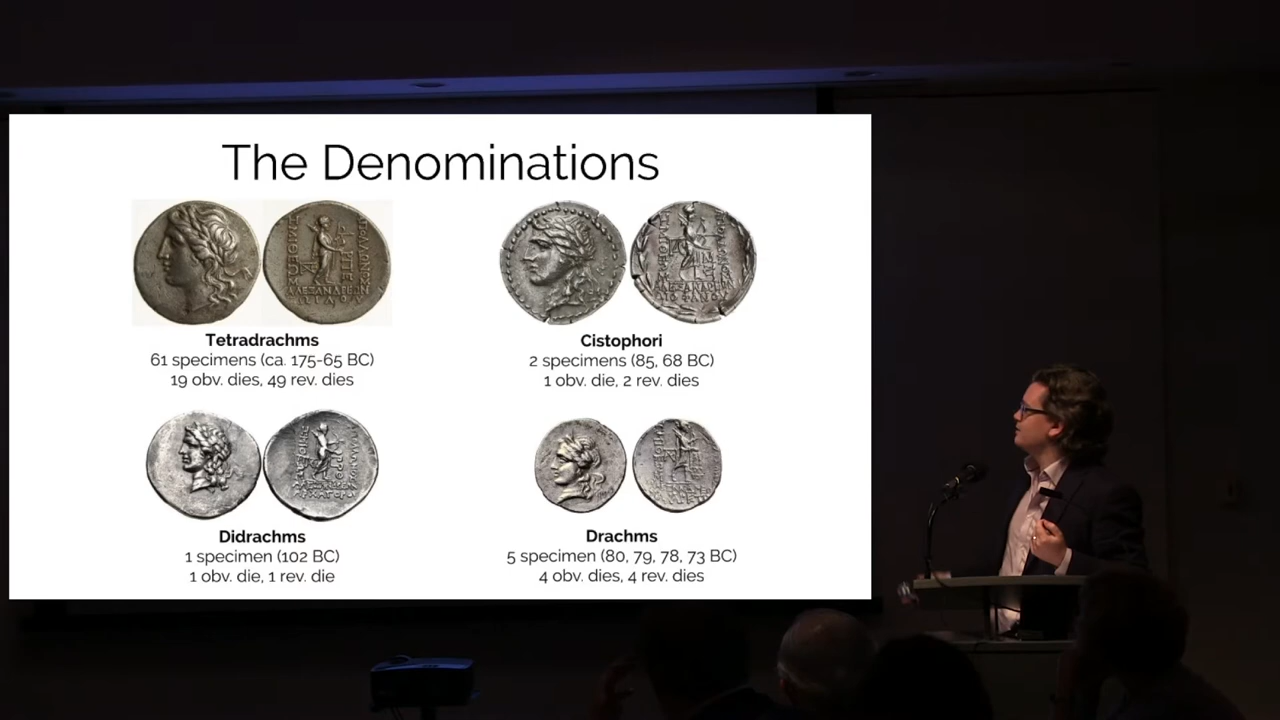 The Denominations
Tetradrachms
61 specimens (ca. 175-65 BC)
19 obv. dies, 49 rev. dies
Cistophori
2 specimens (85, 68 BC)
1 obv. die, 2 rev. dies
Didrachms
1 specimen (102 BC)
1 obv. die, 1 rev. die
Drachms
5 specimen (80, 79, 78, 73 BC)
4 obv. dies, 4 rev. dies